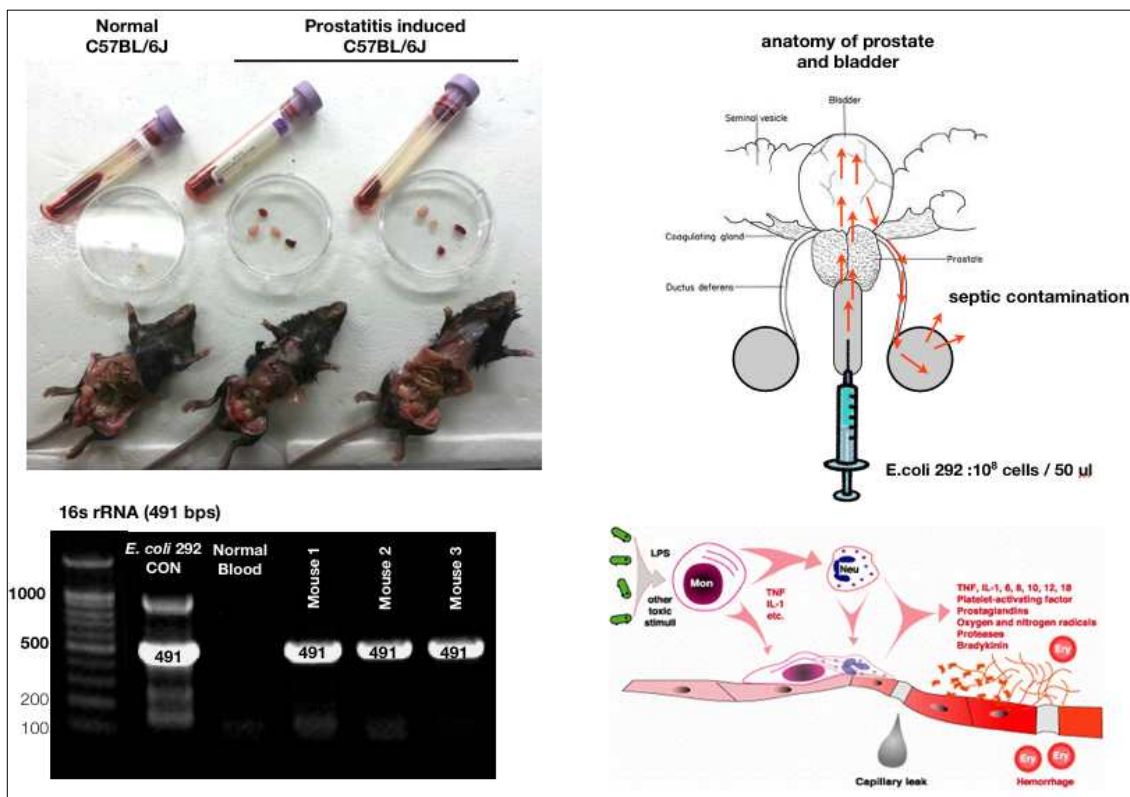 Normal
C57BL/6J
Prostatitis induced
C57BL/6J
anatomy of prostate
and bladder
Bladder
Seminal vesicle
Coagulating gland
Prostate
Ductus deferens
septic contamination
E.coli 292 :10⁸ cells / 50 ul
16s rRNA (491 bps)
E. coli 292
CON
Normal
Blood
Mouse 1
Mouse 2
Mouse 3
1000
500
200
100
491
491
491
491
LPS
other
toxic
stimuli
Mon
TNF
IL-1
etc.
Neu
TNF, IL-1, 6, 8, 10, 12, 18
Platelet-activating factor
Prostaglandins
Oxygen and nitrogen radicals
Proteases
Bradykinin
Ery
Capillary leak
Ery
Ery
Hemorrhage